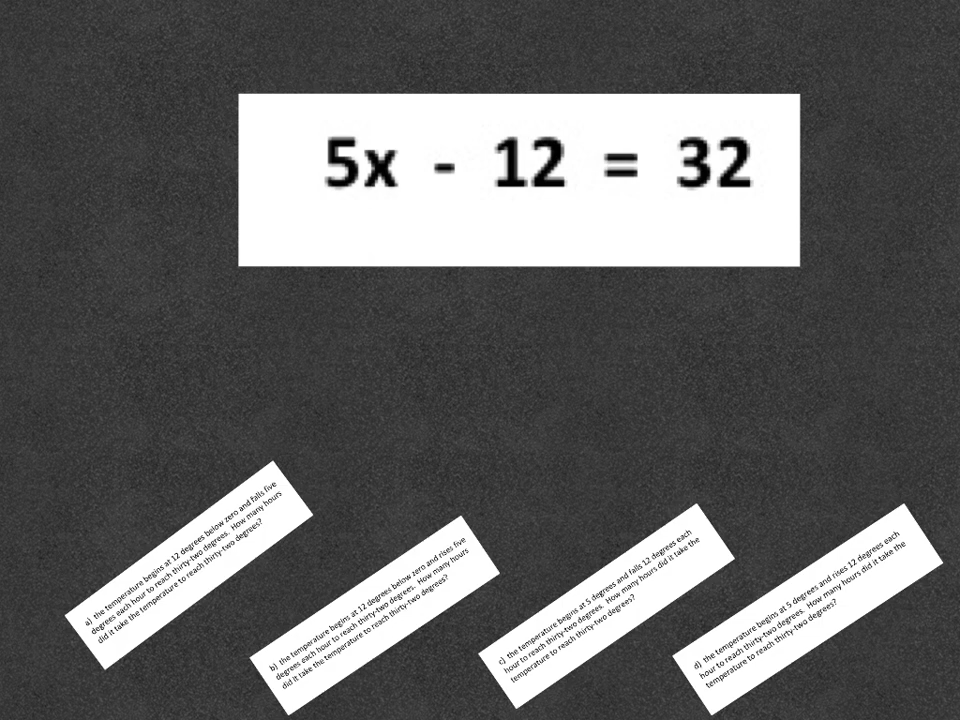 5x - 12 = 32
a) the temperature begins at 12 degrees below zero and falls five
degrees each hour to reach thirty-two degrees. How many hours
did it take the temperature to reach thirty-two degrees?
b) the temperature begins at 12 degrees below zero and rises five
degrees each hour to reach thirty-two degrees. How many hours
did it take the temperature to reach thirty-two degrees?
c) the temperature begins at 5 degrees and falls 12 degrees each
hour to reach thirty-two degrees. How many hours did it take the
temperature to reach thirty-two degrees?
d) the temperature begins at 5 degrees and rises 12 degrees each
hour to reach thirty-two degrees. How many hours did it take the
temperature to reach thirty-two degrees?